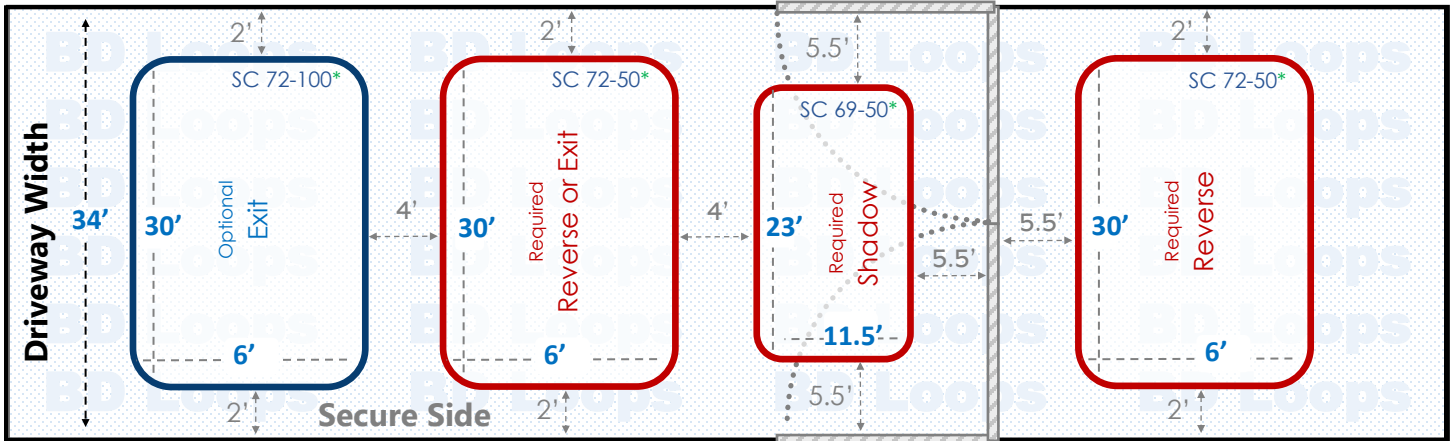 Driveway Width
34'
2'
SC 72-100*
30'
Optional
Exit
6'
2'
4'
2'
SC 72-50*
30'
Required
Reverse or Exit
6'
2'
4'
5.5'
SC 69-50*
23'
Required
Shadow
11.5'
5.5'
5.5'
5.5'
2'
SC 72-50*
30'
Required
Reverse
6'
2'
Secure Side
BD Loops